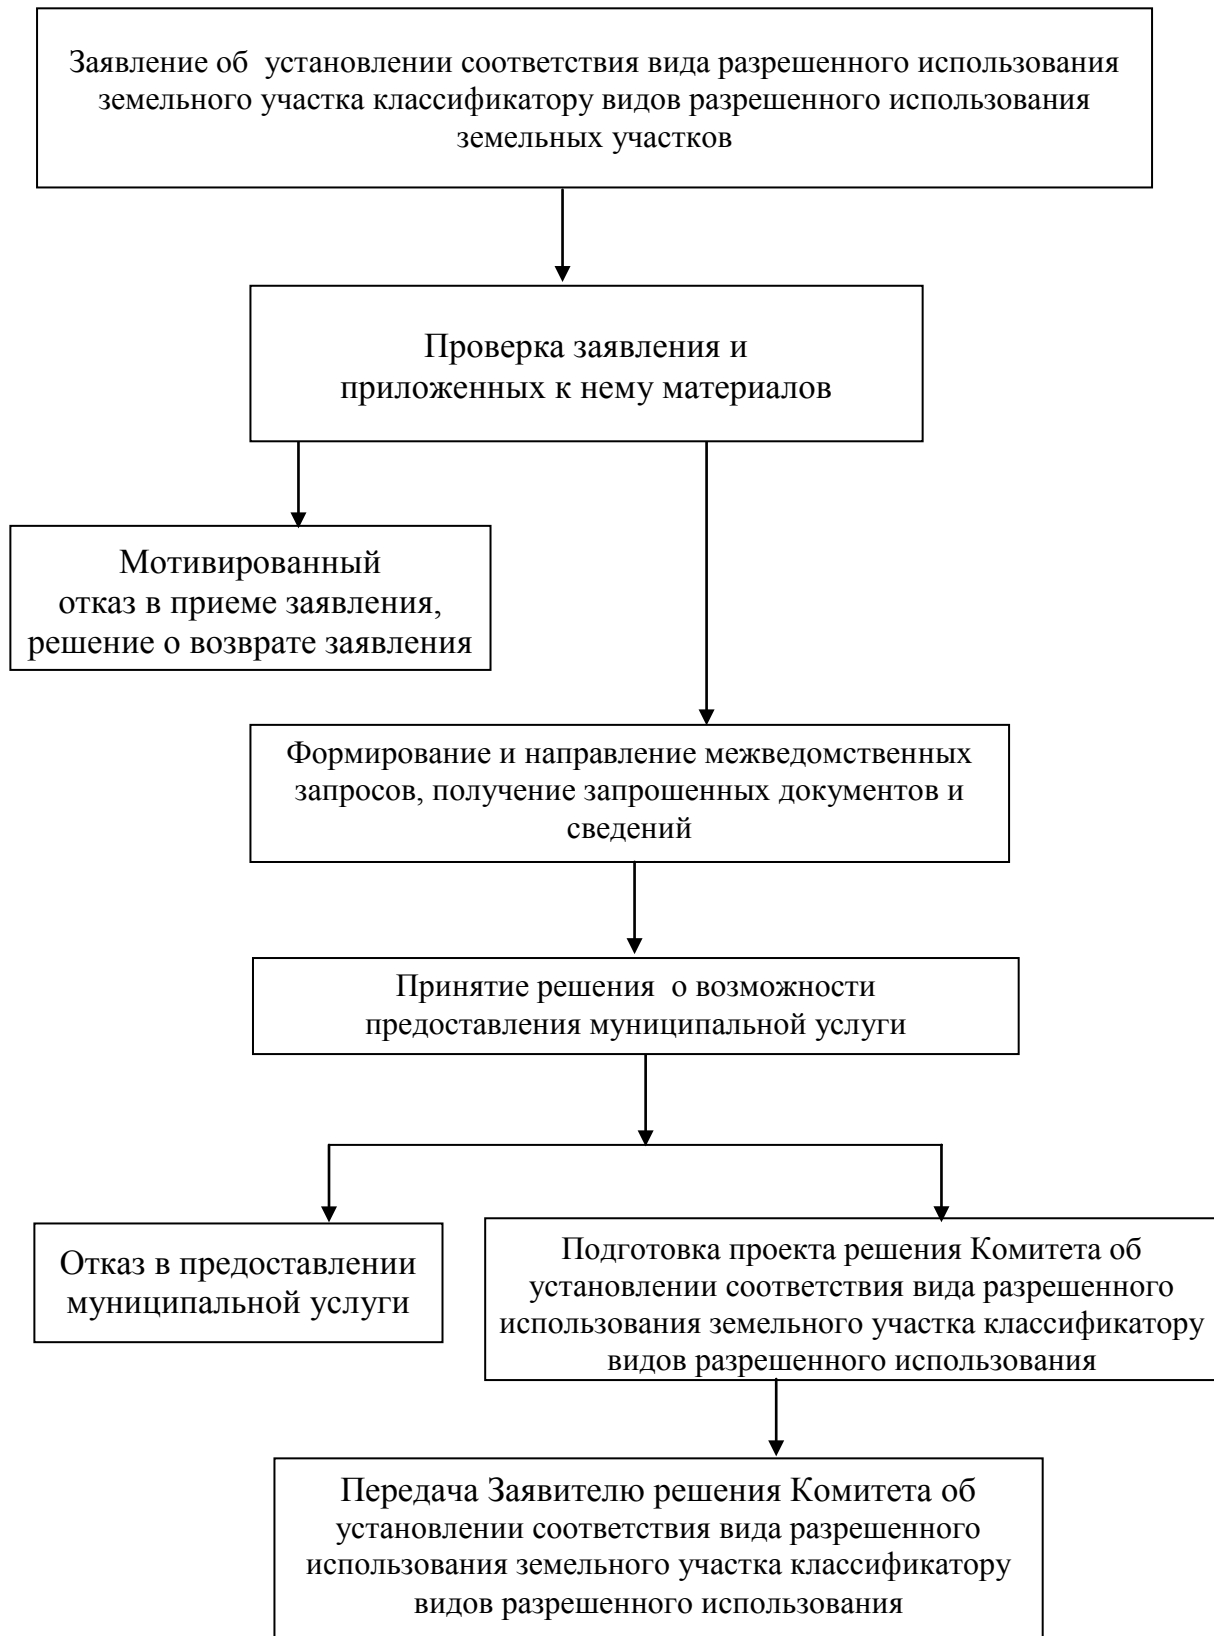 Заявление об  установлении соответствия вида разрешенного использования
земельного участка классификатору видов разрешенного использования
земельных участков
Проверка заявления и
приложенных к нему материалов
Мотивированный
отказ в приеме заявления,
решение о возврате заявления
Формирование и направление межведомственных
запросов, получение запрошенных документов и
сведений
Принятие решения  о возможности
предоставления муниципальной услуги
Отказ в предоставлении
муниципальной услуги
Подготовка проекта решения Комитета об
установлении соответствия вида разрешенного
использования земельного участка классификатору
видов разрешенного использования
Передача Заявителю решения Комитета об
установлении соответствия вида разрешенного
использования земельного участка классификатору
видов разрешенного использования